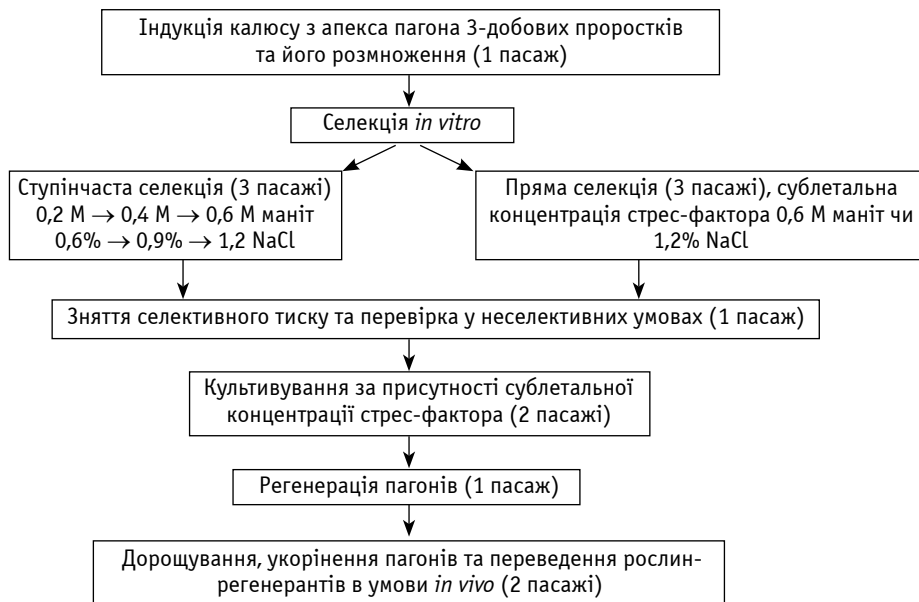 Індукція калюсу з апекса пагона 3-добових проростків
та його розмноження (1 пасаж)
Селекція in vitro
Ступінчаста селекція (3 пасажі)
0,2 М → 0,4 М → 0,6 М маніт
0,6% → 0,9% → 1,2 NaCl
Пряма селекція (3 пасажі), сублетальна
концентрація стрес-фактора 0,6 М маніт чи
1,2% NaCl
Зняття селективного тиску та перевірка у неселективних умовах (1 пасаж)
Культивування за присутності сублетальної
концентрації стрес-фактора (2 пасажі)
Регенерація пагонів (1 пасаж)
Дорощування, укорінення пагонів та переведення рослин-
регенерантів в умови in vivo (2 пасажі)